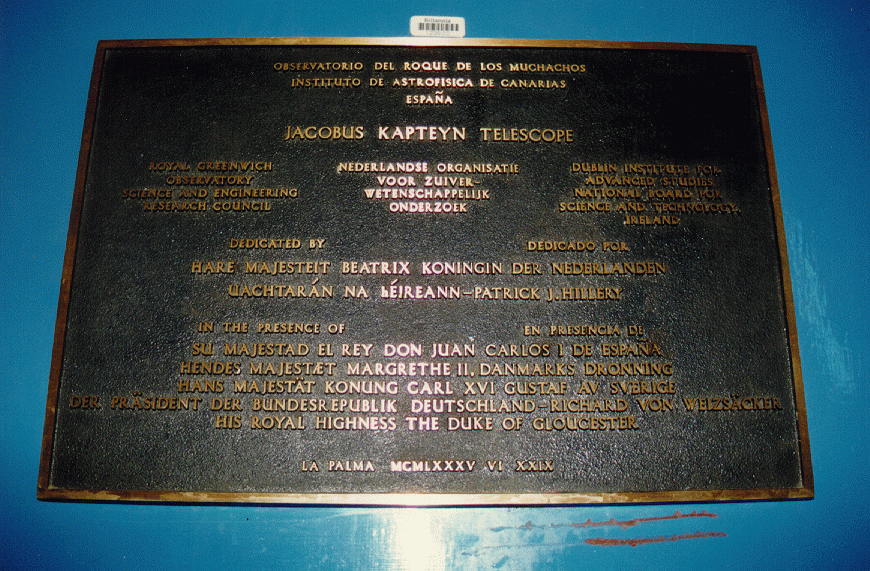 Britannia
OBSERVATORIO DEL ROQUE DE LOS MUCHACHOS
INSTITUTO DE ASTROFISICA DE CANARIAS
ESPAÑA
JACOBUS KAPTEYN TELESCOPE
ROYAL GREENWICH
OBSERVATORY
SCIENCE AND ENGINEERING
RESEARCH COUNCIL
NEDERLANDSE ORGANISATIE
VOOR ZUIVER-
WETENSCHAPPELIJK
ONDERZOEK
DUBLIN INSTITUTE FOR
ADVANCED STUDIES
NATIONAL BOARD FOR
SCIENCE AND TECHNOLOGY,
IRELAND
DEDICATED BY
DEDICADO POR
HARE MAJESTEIT BEATRIX KONINGIN DER NEDERLANDEN
UACHTARÁN NA hÉIREANN-PATRICK J. HILLERY
IN THE PRESENCE OF
EN PRESENCIA DE
SU MAJESTAD EL REY DON JUAN CARLOS I DE ESPAÑA
HENDES MAJESTÆT MARGRETHE II, DANMARKS DRONNING
HANS MAJESTÄT KONUNG CARL XVI GUSTAF AV SVERIGE
DER PRÄSIDENT DER BUNDESREPUBLIK DEUTSCHLAND-RICHARD VON WEIZSÄCKER
HIS ROYAL HIGHNESS THE DUKE OF GLOUCESTER
LA PALMA MCMLXXXV VI XXIX